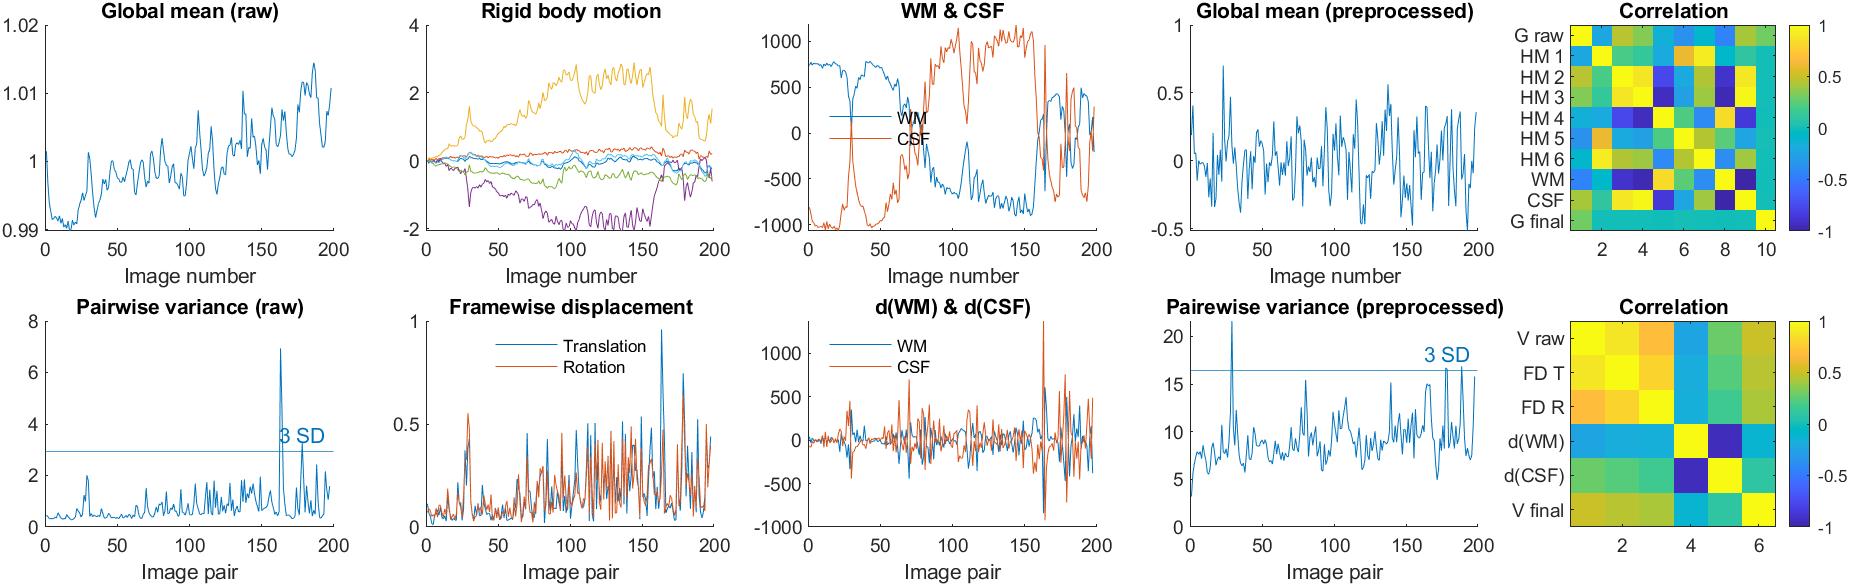 Global mean (raw)
1.02
1.01
1
0.99
0 50 100 150 200
Image number
Rigid body motion
4
2
0
-2
0 50 100 150 200
Image number
WM & CSF
1000
500
0
-500
-1000
WM
CSF
0 50 100 150 200
Image number
Global mean (preprocessed)
1
0.5
0
-0.5
0 50 100 150 200
Image number
Correlation
G raw
HM 1
HM 2
HM 3
HM 4
HM 5
HM 6
WM
CSF
G final
2 4 6 8 10
1
0.5
0
-0.5
-1
Pairwise variance (raw)
8
6
4
2
0
3 SD
0 50 100 150 200
Image pair
Framewise displacement
1
0.5
0
Translation
Rotation
0 50 100 150 200
Image pair
d(WM) & d(CSF)
1000
500
0
-500
-1000
WM
CSF
0 50 100 150 200
Image pair
Pairewise variance (preprocessed)
20
15
10
5
0
3 SD
0 50 100 150 200
Image pair
Correlation
V raw
FD T
FD R
d(WM)
d(CSF)
V final
2 4 6
1
0.5
0
-0.5
-1